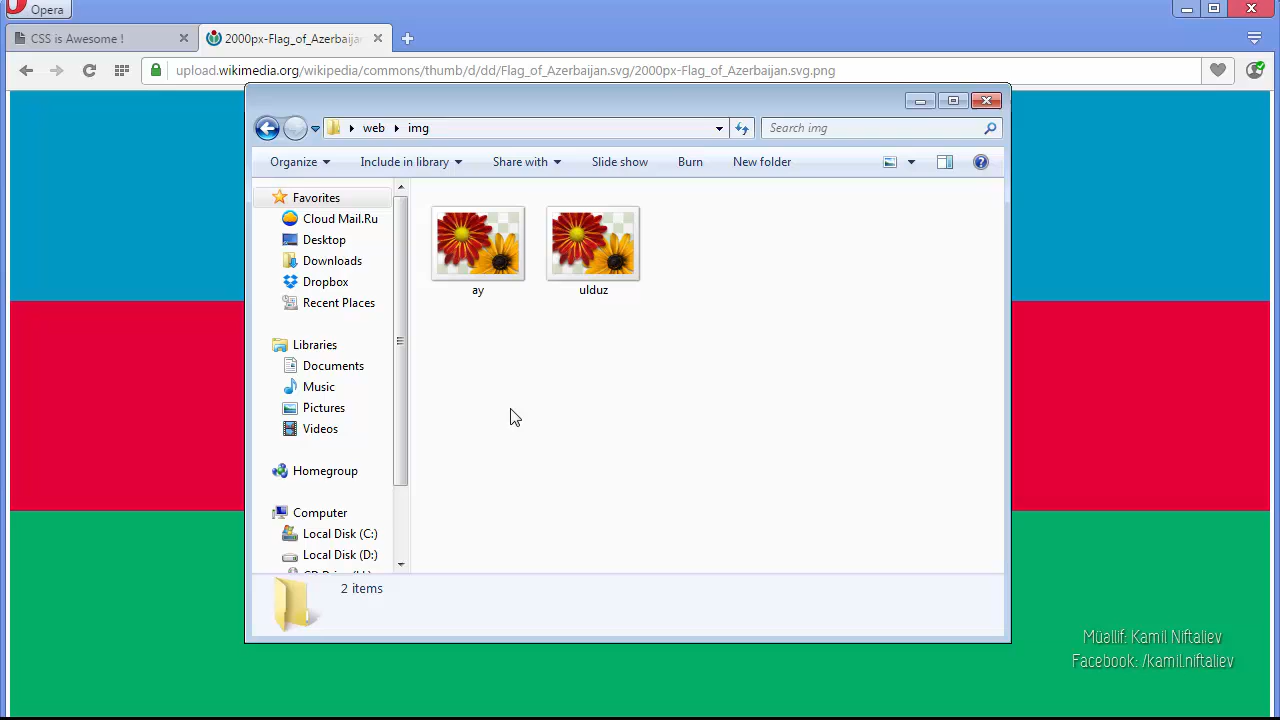 Opera
CSS is Awesome !
2000px-Flag_of_Azerbaijan
upload.wikimedia.org/wikipedia/commons/thumb/d/dd/Flag_of_Azerbaijan.svg/2000px-Flag_of_Azerbaijan.svg.png
web img
Search img
Organize Include in library Share with Slide show Burn New folder
Favorites
Cloud Mail.Ru
Desktop
Downloads
Dropbox
Recent Places
Libraries
Documents
Music
Pictures
Videos
Homegroup
Computer
Local Disk (C:)
Local Disk (D:)
ay
ulduz
2 items
Müəllif: Kamil Niftaliev
Facebook: /kamil.niftaliev